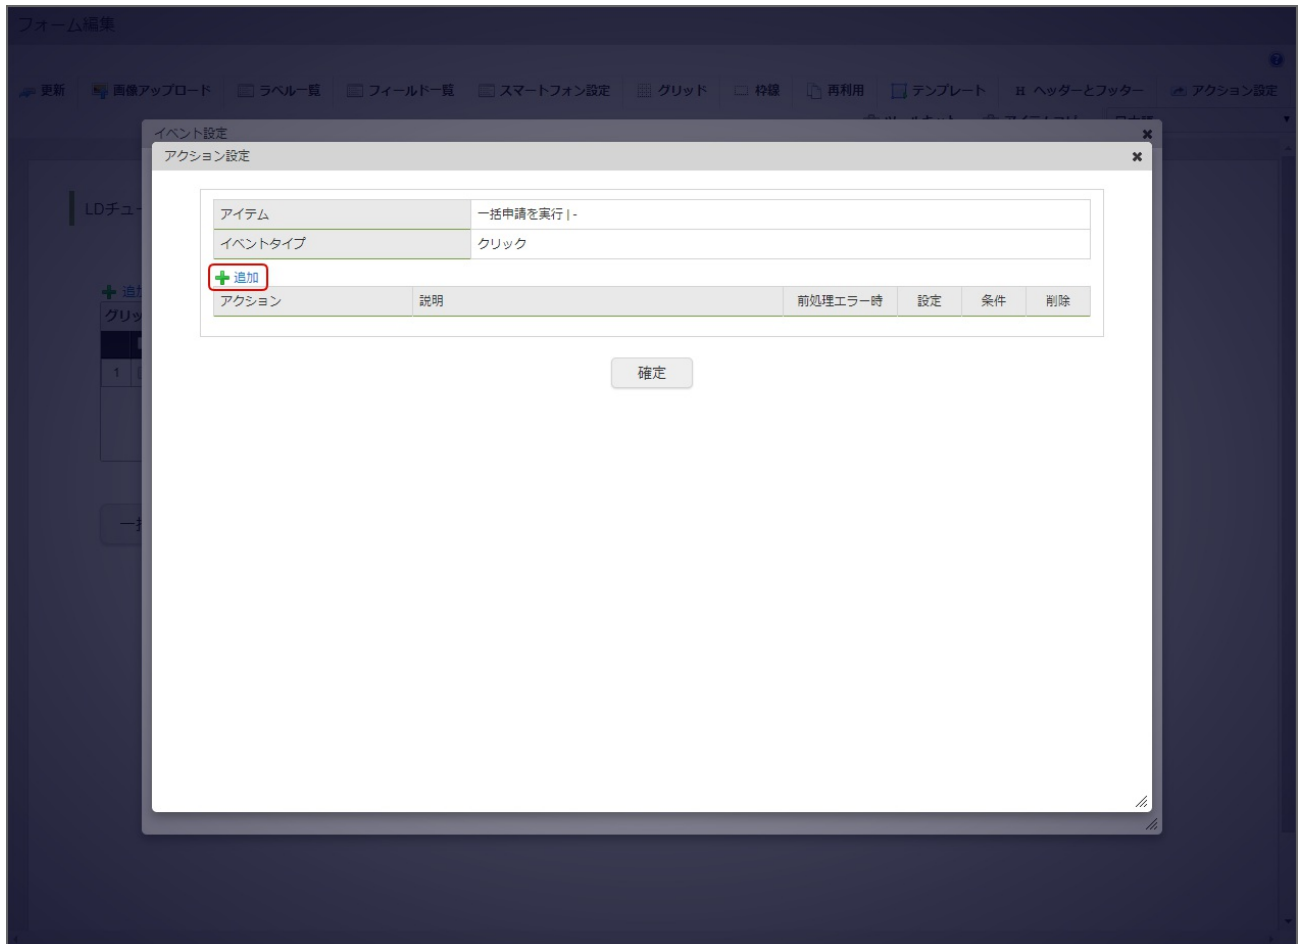 フォーム編集
更新 画像アップロード ラベル一覧 フィールド一覧 スマートフォン設定 グリッド 枠線 再利用 テンプレート ヘッダーとフッター アクション設定
イベント設定
アクション設定
LDチュー
アイテム 一括申請を実行 | -
イベントタイプ クリック
追加
アクション 説明 前処理エラー時 設定 条件 削除
グリッ
1
確定